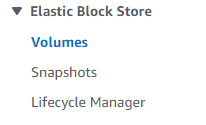 Elastic Block Store
Volumes
Snapshots
Lifecycle Manager